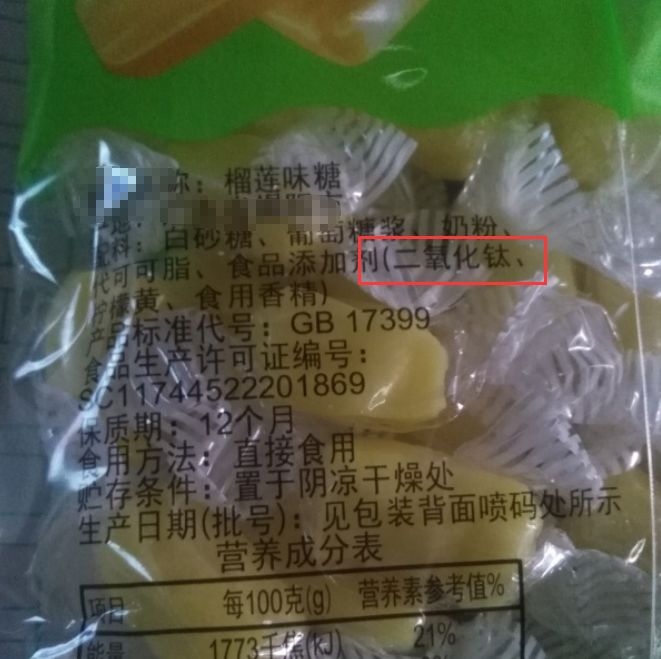 称：榴莲味糖
地：
配料：白砂糖、葡萄糖浆、奶粉、
代可可脂、食品添加剂(二氧化钛、
柠檬黄、食用香精)
产品标准代号：GB 17399
食品生产许可证编号：
SC11744522201869
保质期：12个月
食用方法：直接食用
贮存条件：置于阴凉干燥处
生产日期(批号)：见包装背面喷码处所示
营养成分表
项目 每100克(g) 营养素参考值%
能量 1773千焦(kJ) 21%